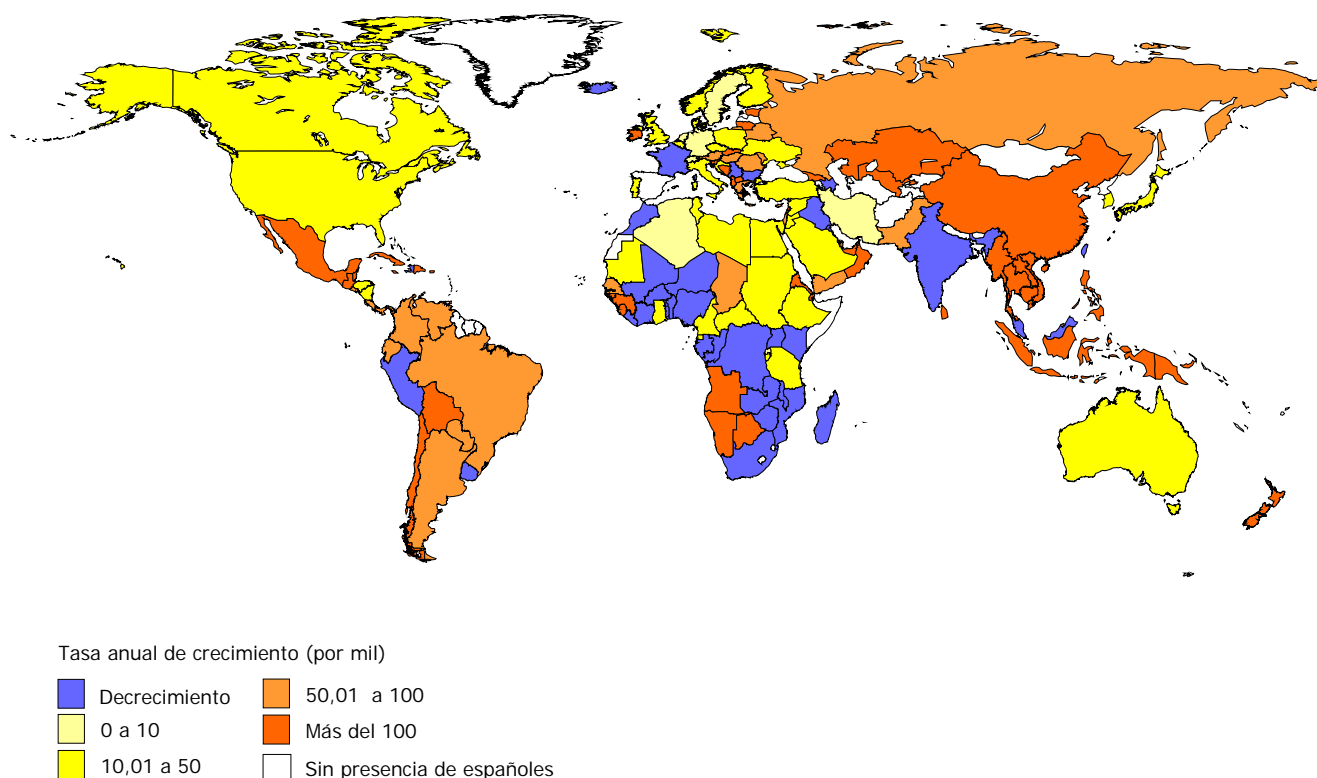 Tasa anual de crecimiento (por mil)
Decrecimiento
0 a 10
10,01 a 50
50,01 a 100
Más del 100
Sin presencia de españoles